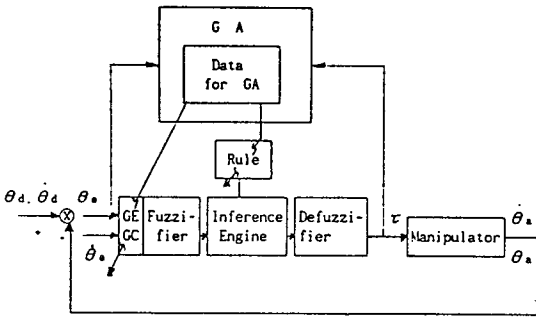 G A
Data
for GA
Rule
θd, θ̇d
θe
GE
GC
Fuzzi-
fier
Inference
Engine
Defuzzi-
fier
τ
Manipulator
θ̇a
θa
θ̇e
+
-